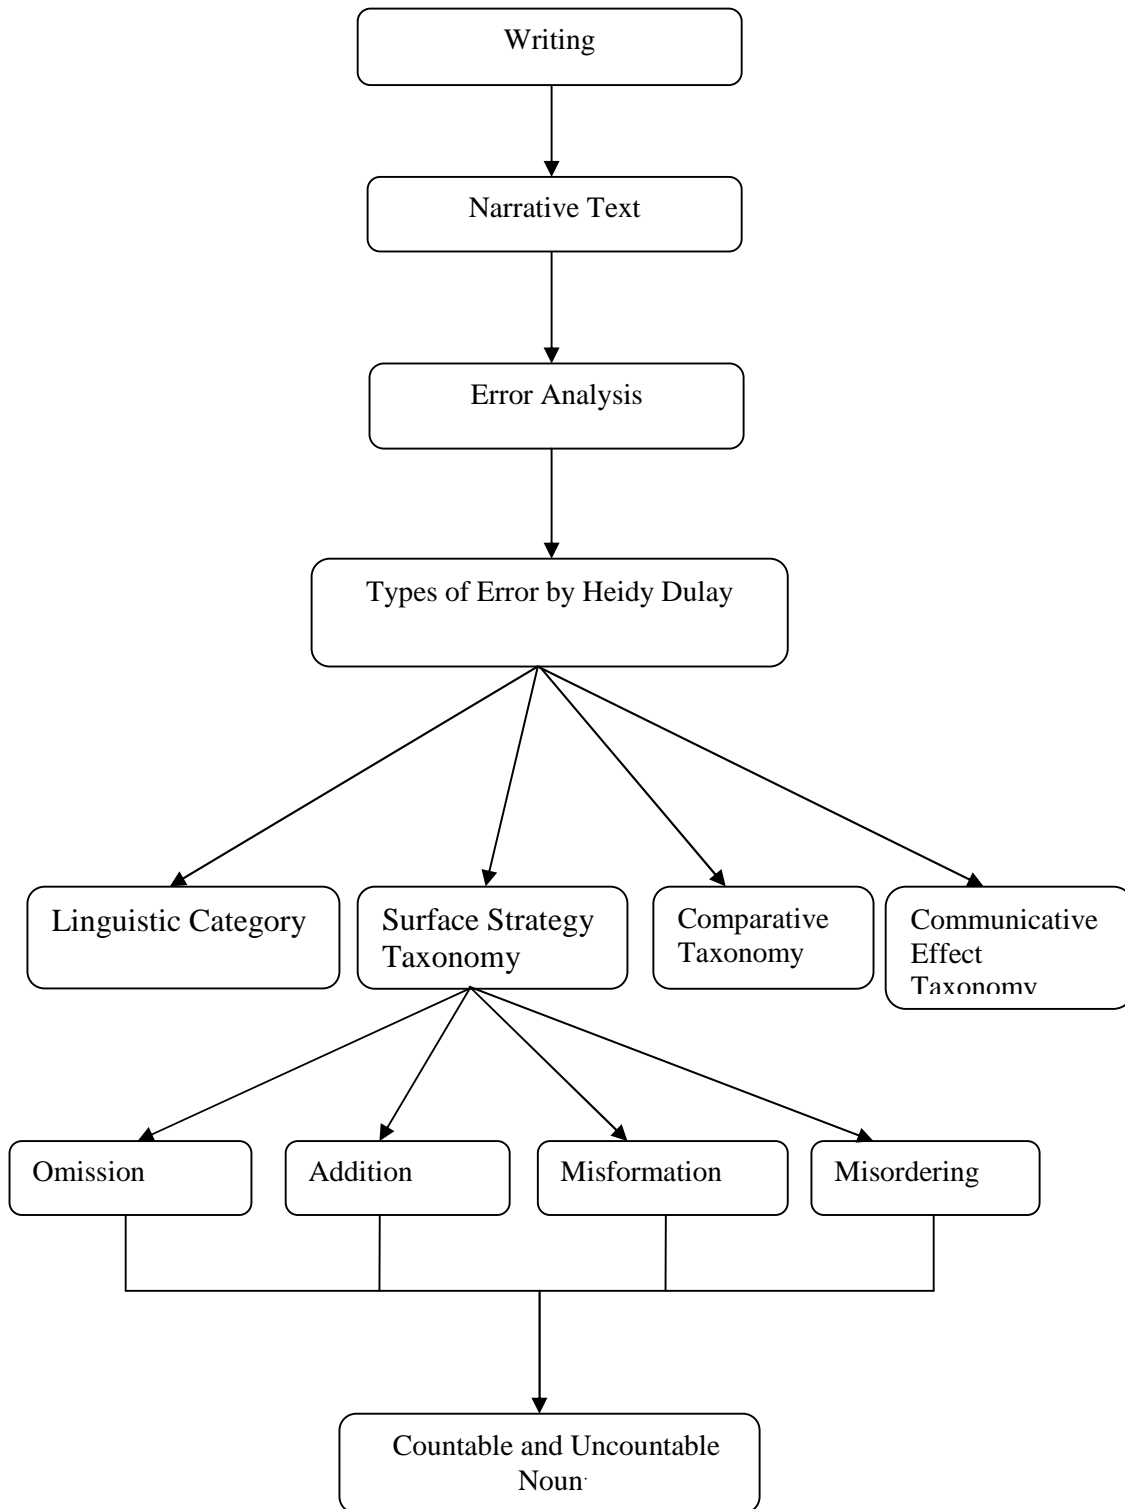 Writing
Narrative Text
Error Analysis
Types of Error by Heidy Dulay
Linguistic Category
Surface Strategy
Taxonomy
Comparative
Taxonomy
Communicative
Effect
Taxonomy
Omission
Addition
Misformation
Misordering
Countable and Uncountable
Noun.